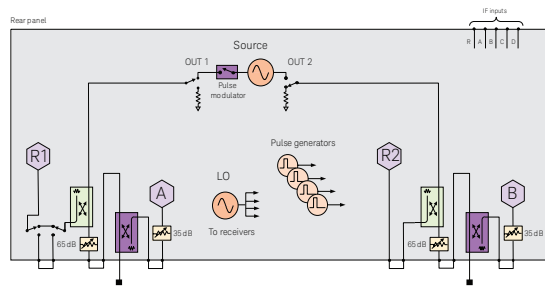 IF inputs
Rear panel
R A B C D
Source
OUT 1
OUT 2
Pulse
modulator
Pulse generators
R1
R2
LO
A
B
To receivers
65 dB
35 dB
65 dB
35 dB